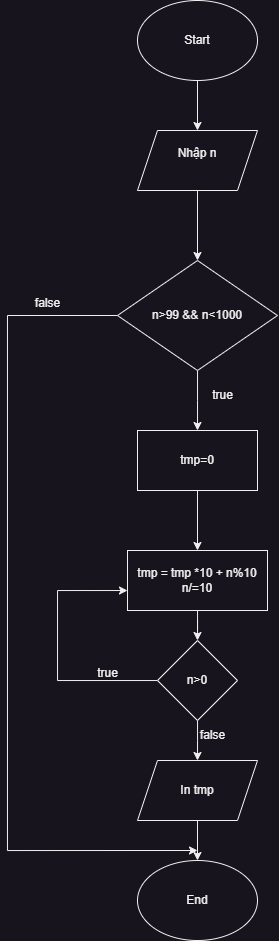 Start
Nhập n
n>99 && n<1000
false
true
tmp=0
tmp = tmp *10 + n%10
n/=10
n>0
true
false
In tmp
End